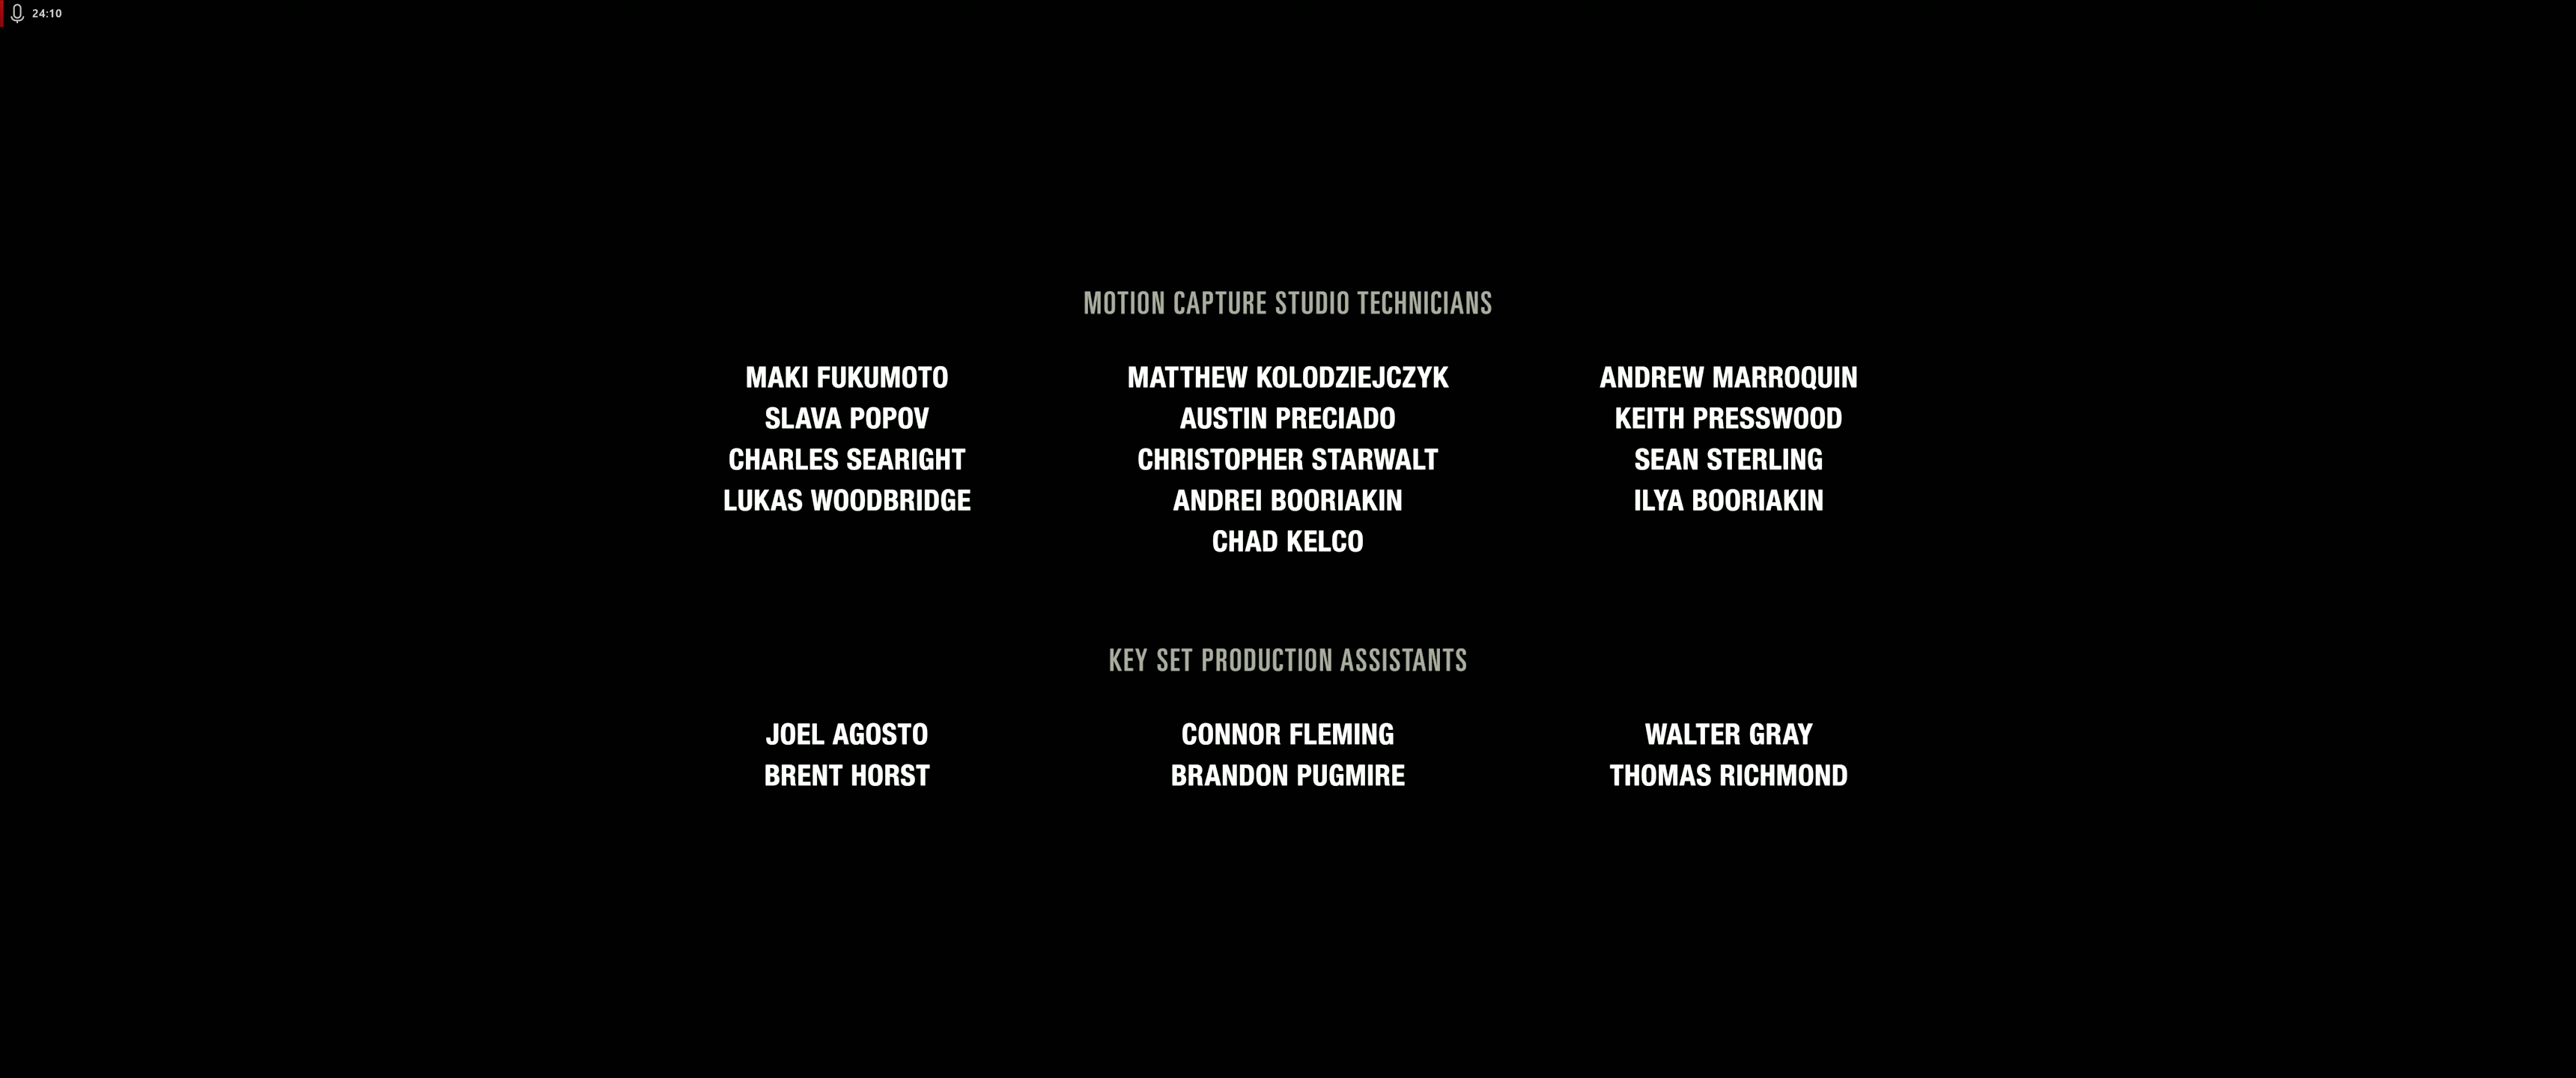 24:10
MOTION CAPTURE STUDIO TECHNICIANS
MAKI FUKUMOTO MATTHEW KOLODZIEJCZYK ANDREW MARROQUIN
SLAVA POPOV AUSTIN PRECIADO KEITH PRESSWOOD
CHARLES SEARIGHT CHRISTOPHER STARWALT SEAN STERLING
LUKAS WOODBRIDGE ANDREI BOORIAKIN ILYA BOORIAKIN
CHAD KELCO
KEY SET PRODUCTION ASSISTANTS
JOEL AGOSTO CONNOR FLEMING WALTER GRAY
BRENT HORST BRANDON PUGMIRE THOMAS RICHMOND